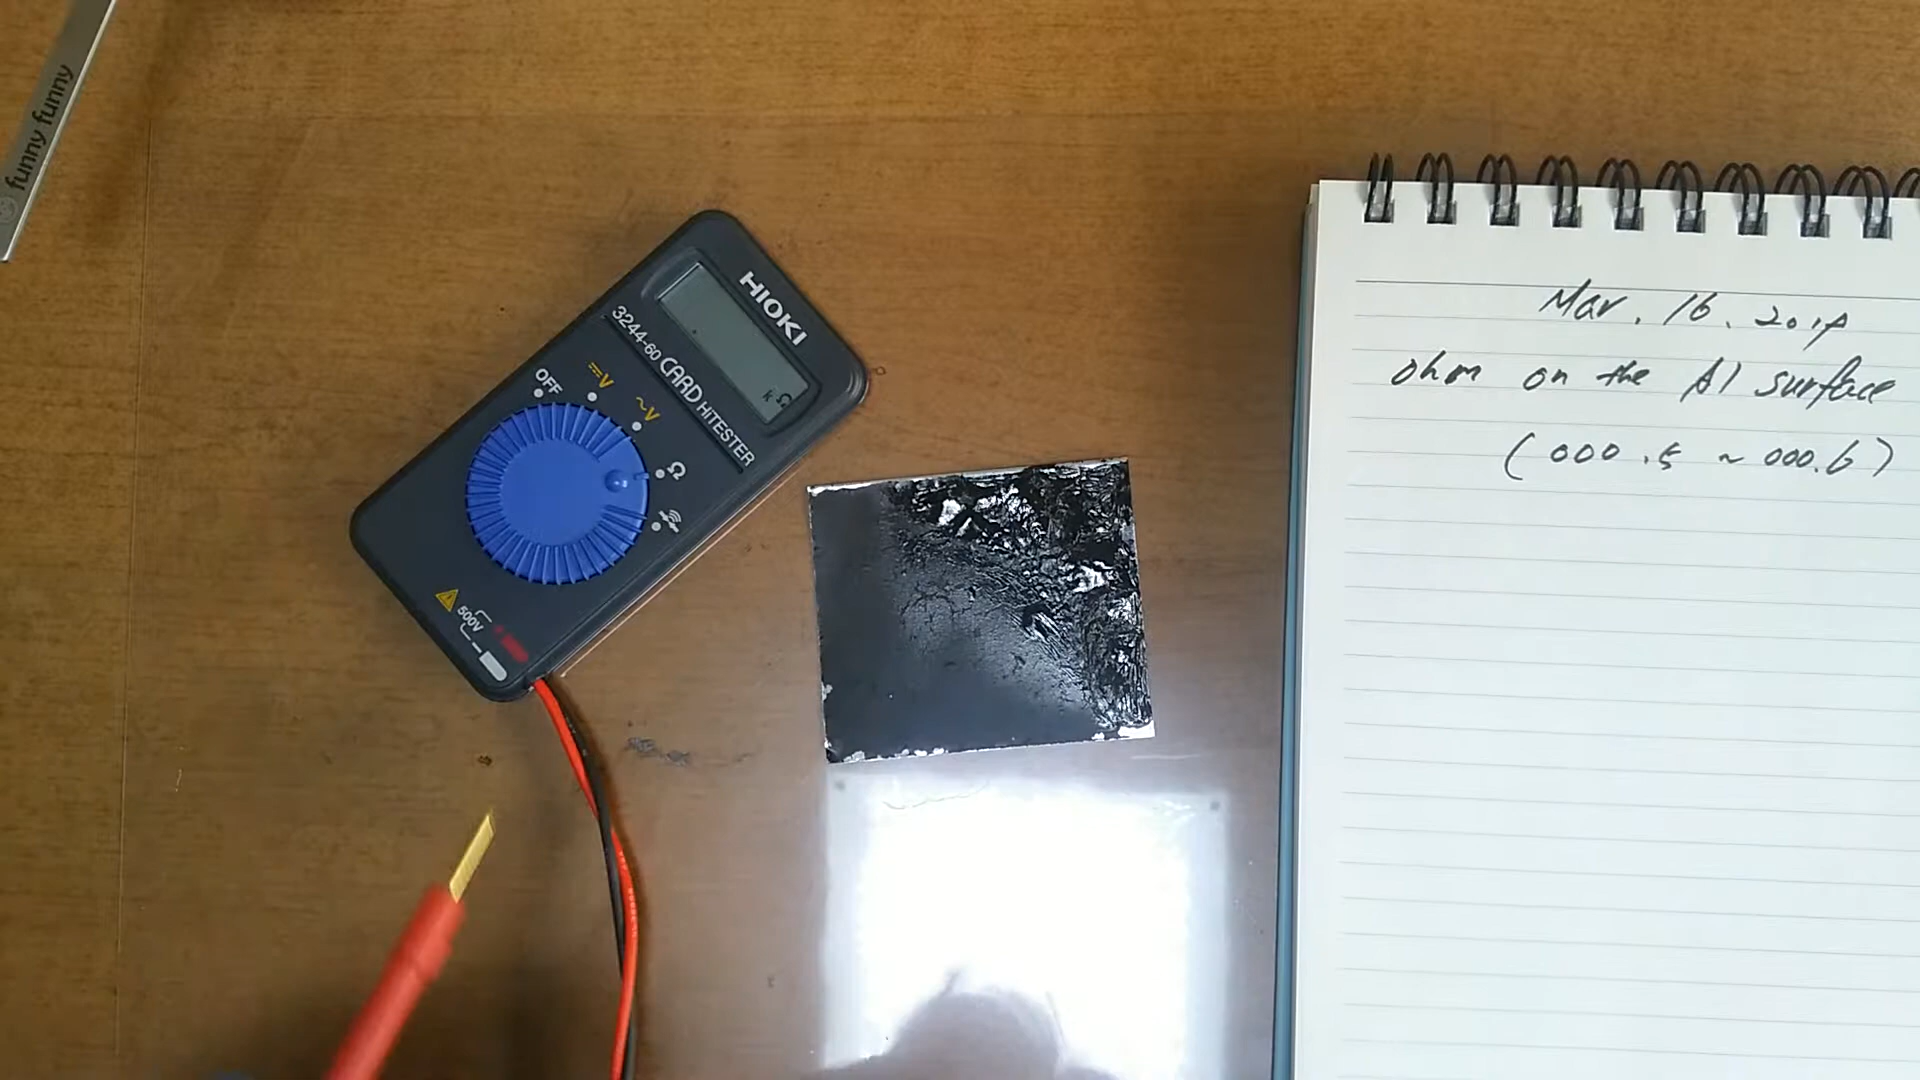 funny funny
HIOKI
3244-60 CARD HiTESTER
k Ω
OFF
⎓V
~V
Ω
500V
Mar. 16. 201
ohm on the Al surface
(000.5 ~ 000.6)